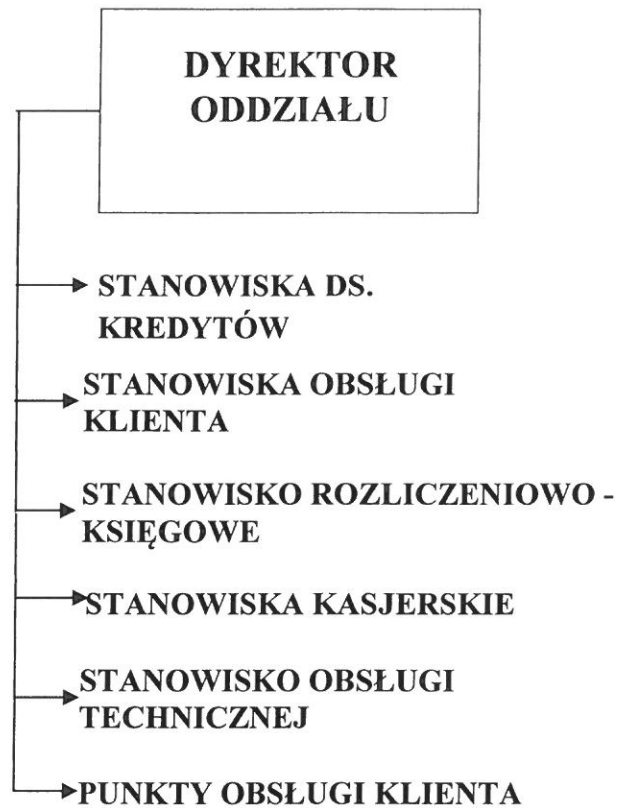 DYREKTOR
ODDZIAŁU
STANOWISKA DS.
KREDYTÓW
STANOWISKA OBSŁUGI
KLIENTA
STANOWISKO ROZLICZENIOWO -
KSIĘGOWE
STANOWISKA KASJERSKIE
STANOWISKO OBSŁUGI
TECHNICZNEJ
PUNKTY OBSŁUGI KLIENTA